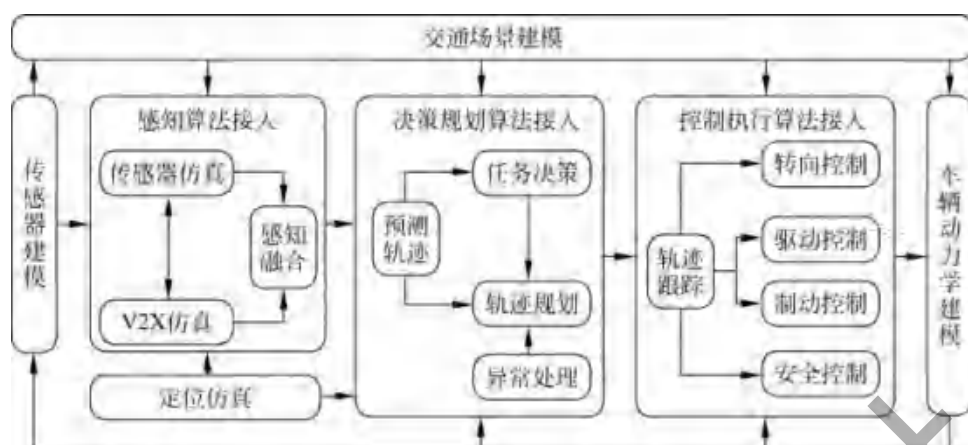 交通场景建模
传感器建模
感知算法接入
传感器仿真
感知
融合
V2X仿真
定位仿真
决策规划算法接入
任务决策
预测
轨迹
轨迹规划
异常处理
控制执行算法接入
转向控制
驱动控制
轨迹
跟踪
制动控制
安全控制
车辆动力学建模